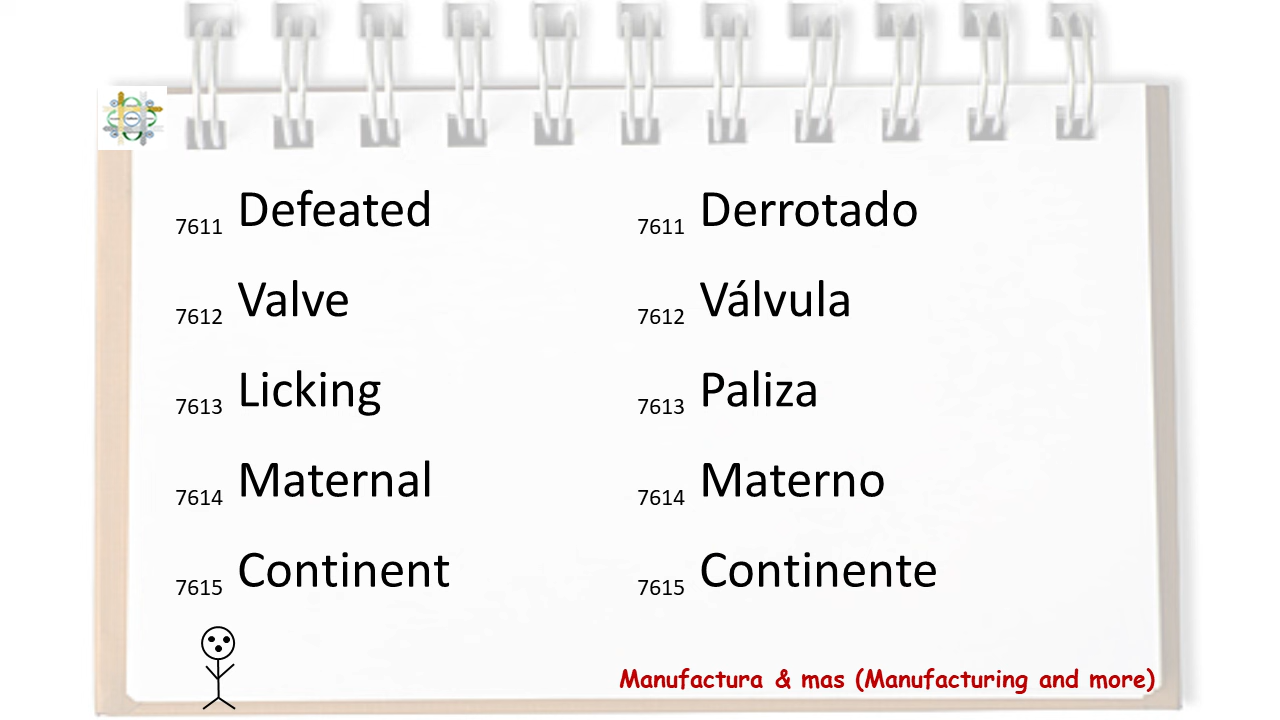 7611 Defeated 7611 Derrotado
7612 Valve 7612 Válvula
7613 Licking 7613 Paliza
7614 Maternal 7614 Materno
7615 Continent 7615 Continente
Manufactura & mas (Manufacturing and more)